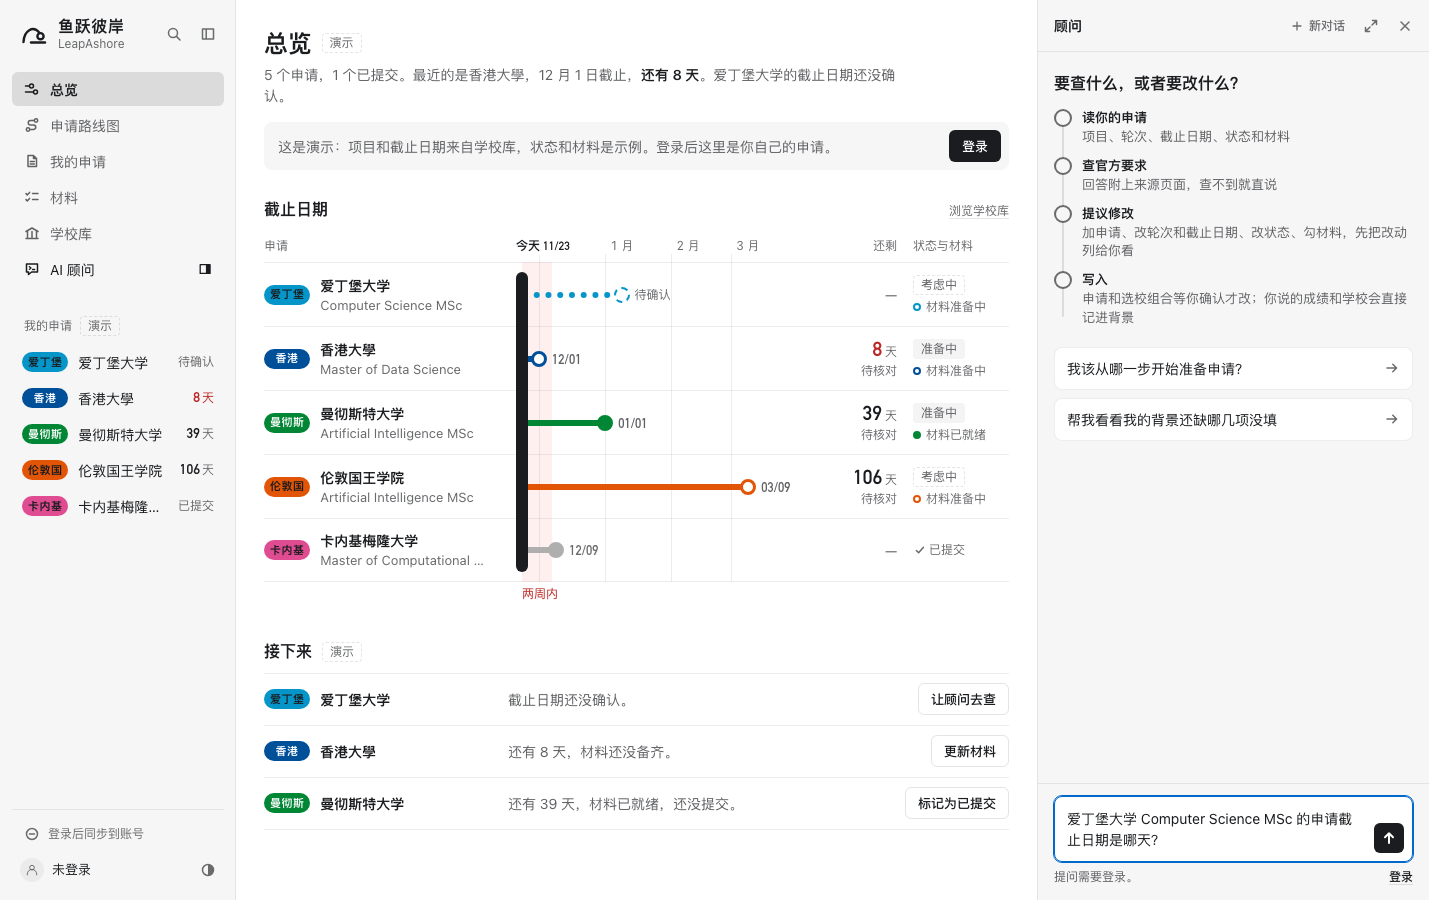 鱼跃彼岸
LeapAshore
总览
申请路线图
我的申请
材料
学校库
AI 顾问
我的申请 演示
爱丁堡 爱丁堡大学 待确认
香港 香港大學 8 天
曼彻斯 曼彻斯特大学 39 天
伦敦国 伦敦国王学院 106 天
卡内基 卡内基梅隆... 已提交
登录后同步到账号
未登录
总览 演示
5 个申请，1 个已提交。最近的是香港大學，12 月 1 日截止，还有 8 天。爱丁堡大学的截止日期还没确
认。
这是演示：项目和截止日期来自学校库，状态和材料是示例。登录后这里是你自己的申请。 登录
截止日期 浏览学校库
申请 今天 11/23 1 月 2 月 3 月 还剩 状态与材料
爱丁堡 爱丁堡大学 待确认 — 考虑中
Computer Science MSc 材料准备中
香港 香港大學 12/01 8 天 准备中
Master of Data Science 待核对 材料准备中
曼彻斯 曼彻斯特大学 01/01 39 天 准备中
Artificial Intelligence MSc 待核对 材料已就绪
伦敦国 伦敦国王学院 03/09 106 天 考虑中
Artificial Intelligence MSc 待核对 材料准备中
卡内基 卡内基梅隆大学 12/09 — 已提交
Master of Computational ...
两周内
接下来 演示
爱丁堡 爱丁堡大学 截止日期还没确认。 让顾问去查
香港 香港大學 还有 8 天，材料还没备齐。 更新材料
曼彻斯 曼彻斯特大学 还有 39 天，材料已就绪，还没提交。 标记为已提交
顾问 新对话
要查什么，或者要改什么？
读你的申请
项目、轮次、截止日期、状态和材料
查官方要求
回答附上来源页面，查不到就直说
提议修改
加申请、改轮次和截止日期、改状态、勾材料，先把改动
列给你看
写入
申请和选校组合等你确认才改；你说的成绩和学校会直接
记进背景
我该从哪一步开始准备申请？
帮我看看我的背景还缺哪几项没填
爱丁堡大学 Computer Science MSc 的申请截
止日期是哪天？
提问需要登录。 登录